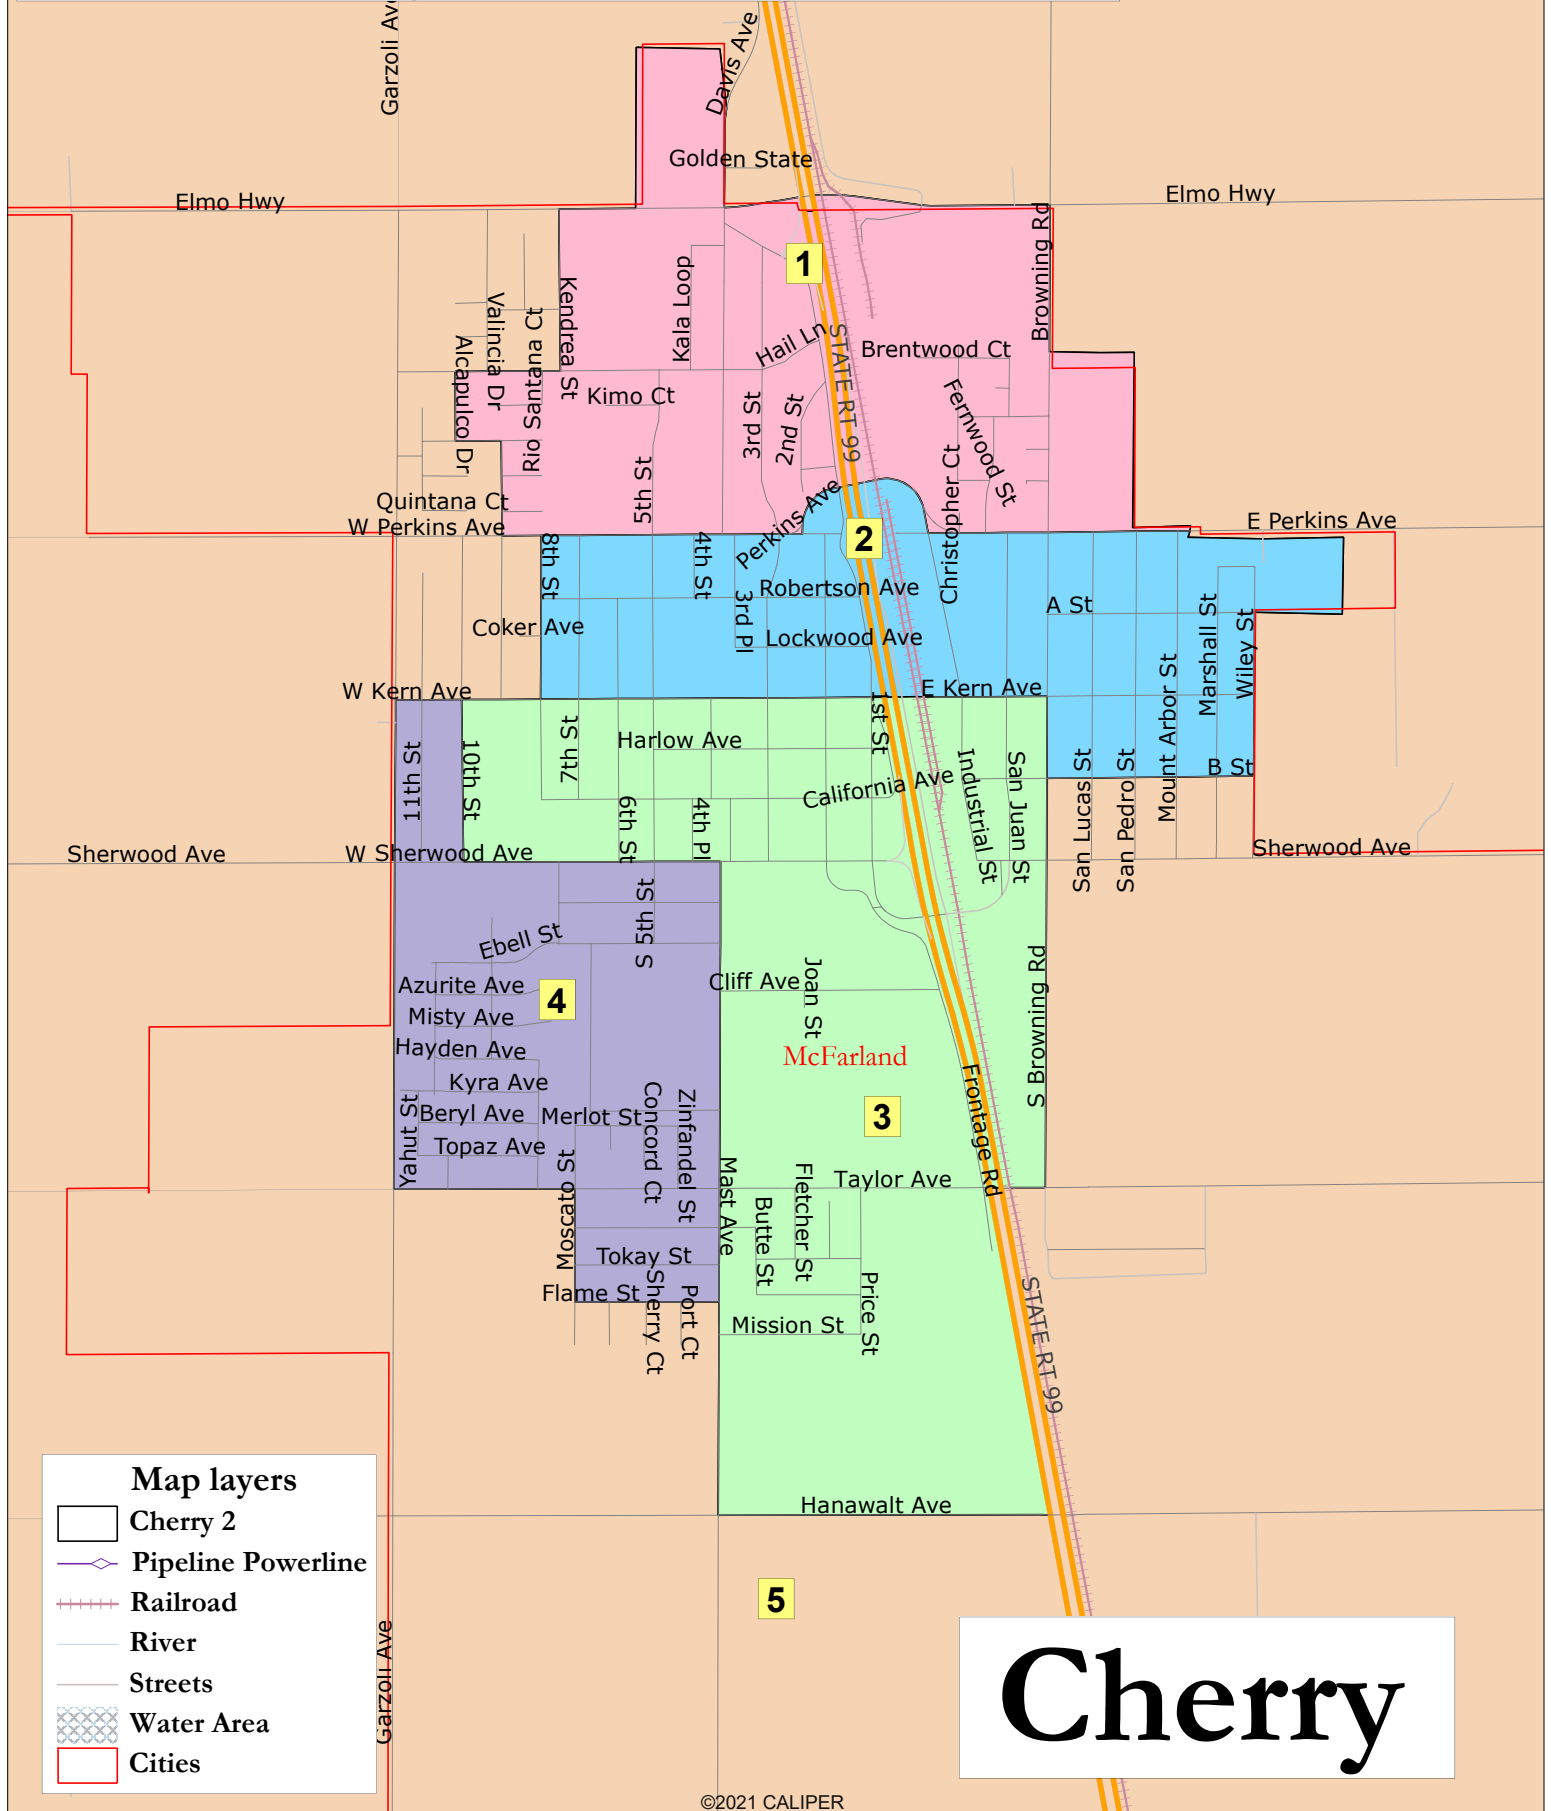 Garzoli Ave
Davis Ave
Golden State
Elmo Hwy
Elmo Hwy
Browning Rd
1
Kala Loop
Kendrea St
Valincia Dr
Rio Santana Ct
Alcapulco Dr
Hail Ln
STATE RT 99
Brentwood Ct
Kimo Ct
3rd St
2nd St
Fernwood St
Christopher Ct
5th St
Quintana Ct
W Perkins Ave
Perkins Ave
E Perkins Ave
2
8th St
4th St
3rd Pl
Robertson Ave
A St
Coker Ave
Lockwood Ave
Marshall St
Wiley St
Mount Arbor St
W Kern Ave
E Kern Ave
1st St
11th St
10th St
7th St
Harlow Ave
California Ave
Industrial St
San Juan St
San Lucas St
San Pedro St
B St
6th St
4th Pl
Sherwood Ave
W Sherwood Ave
Sherwood Ave
S 5th St
Ebell St
Azurite Ave
4
Cliff Ave
Joan St
S Browning Rd
Misty Ave
Hayden Ave
McFarland
Kyra Ave
Beryl Ave
Merlot St
Concord Ct
Zinfandel St
3
Frontage Rd
Yahut St
Topaz Ave
Moscato St
Mast Ave
Fletcher St
Taylor Ave
Butte St
Tokay St
Flame St
Sherry Ct
Port Ct
Price St
Mission St
STATE RT 99
Hanawalt Ave
5
Garzoli Ave
Map layers
Cherry 2
Pipeline Powerline
Railroad
River
Streets
Water Area
Cities
Cherry
©2021 CALIPER